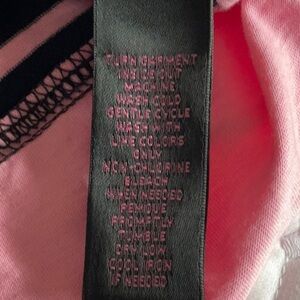 TURN GARMENT
INSIDE OUT
MACHINE
WASH COLD
GENTLE CYCLE
WASH WITH
LIKE COLORS
ONLY
NON-CHLORINE
BLEACH
WHEN NEEDED
REMOVE
PROMPTLY
TUMBLE
DRY LOW
COOL IRON
IF NEEDED